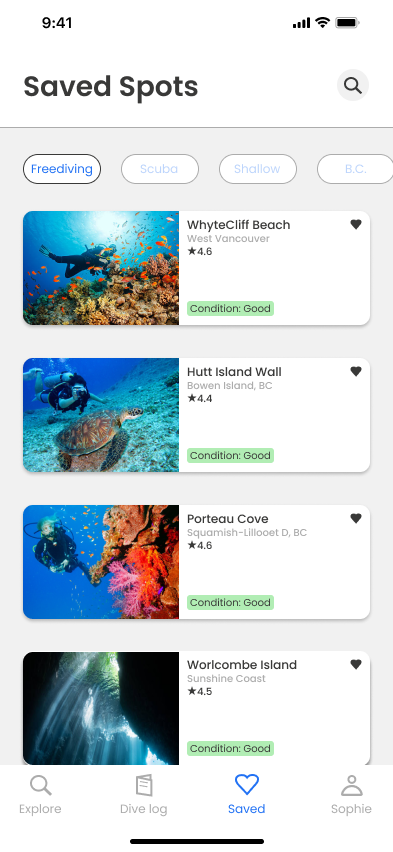 9:41
Saved Spots
Freediving
Scuba
Shallow
B.C.
WhyteCliff Beach
West Vancouver
★4.6
Condition: Good
Hutt Island Wall
Bowen Island, BC
★4.4
Condition: Good
Porteau Cove
Squamish-Lillooet D, BC
★4.6
Condition: Good
Worlcombe Island
Sunshine Coast
★4.5
Condition: Good
Explore
Dive log
Saved
Sophie